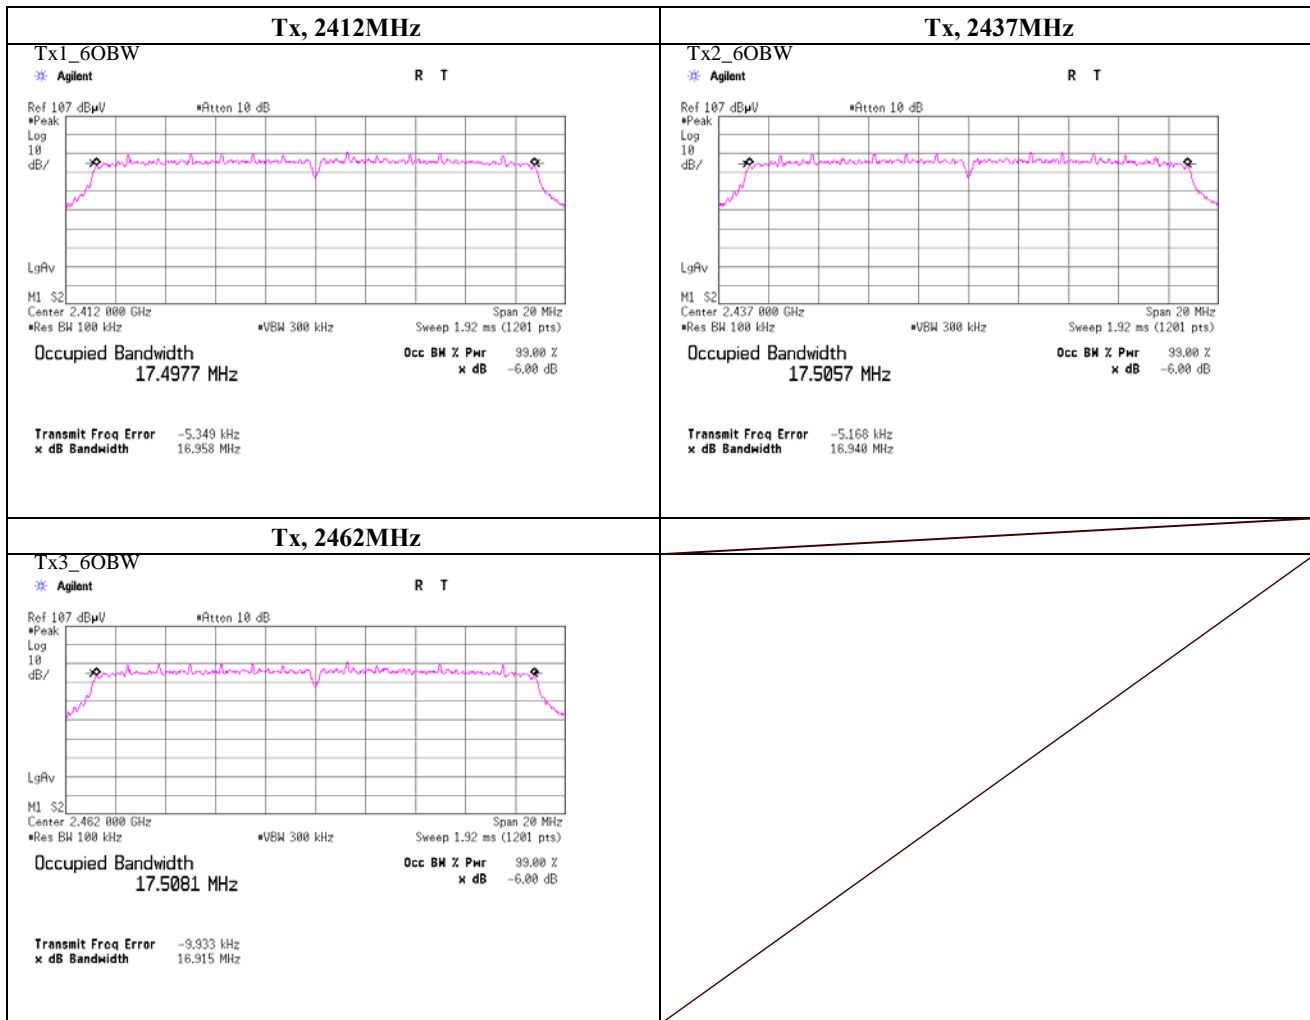 Tx, 2412MHz
Tx1_6OBW
Agilent R T
Ref 107 dBµV #Atten 10 dB
#Peak
Log
10
dB/
LgAv
M1 S2
Center 2.412 000 GHz Span 20 MHz
#Res BW 100 kHz #VBW 300 kHz Sweep 1.92 ms (1201 pts)
Occupied Bandwidth Occ BW % Pwr 99.00 %
17.4977 MHz x dB -6.00 dB
Transmit Freq Error -5.349 kHz
x dB Bandwidth 16.958 MHz
Tx, 2437MHz
Tx2_6OBW
Agilent R T
Ref 107 dBµV #Atten 10 dB
#Peak
Log
10
dB/
LgAv
M1 S2
Center 2.437 000 GHz Span 20 MHz
#Res BW 100 kHz #VBW 300 kHz Sweep 1.92 ms (1201 pts)
Occupied Bandwidth Occ BW % Pwr 99.00 %
17.5057 MHz x dB -6.00 dB
Transmit Freq Error -5.168 kHz
x dB Bandwidth 16.940 MHz
Tx, 2462MHz
Tx3_6OBW
Agilent R T
Ref 107 dBµV #Atten 10 dB
#Peak
Log
10
dB/
LgAv
M1 S2
Center 2.462 000 GHz Span 20 MHz
#Res BW 100 kHz #VBW 300 kHz Sweep 1.92 ms (1201 pts)
Occupied Bandwidth Occ BW % Pwr 99.00 %
17.5081 MHz x dB -6.00 dB
Transmit Freq Error -9.933 kHz
x dB Bandwidth 16.915 MHz